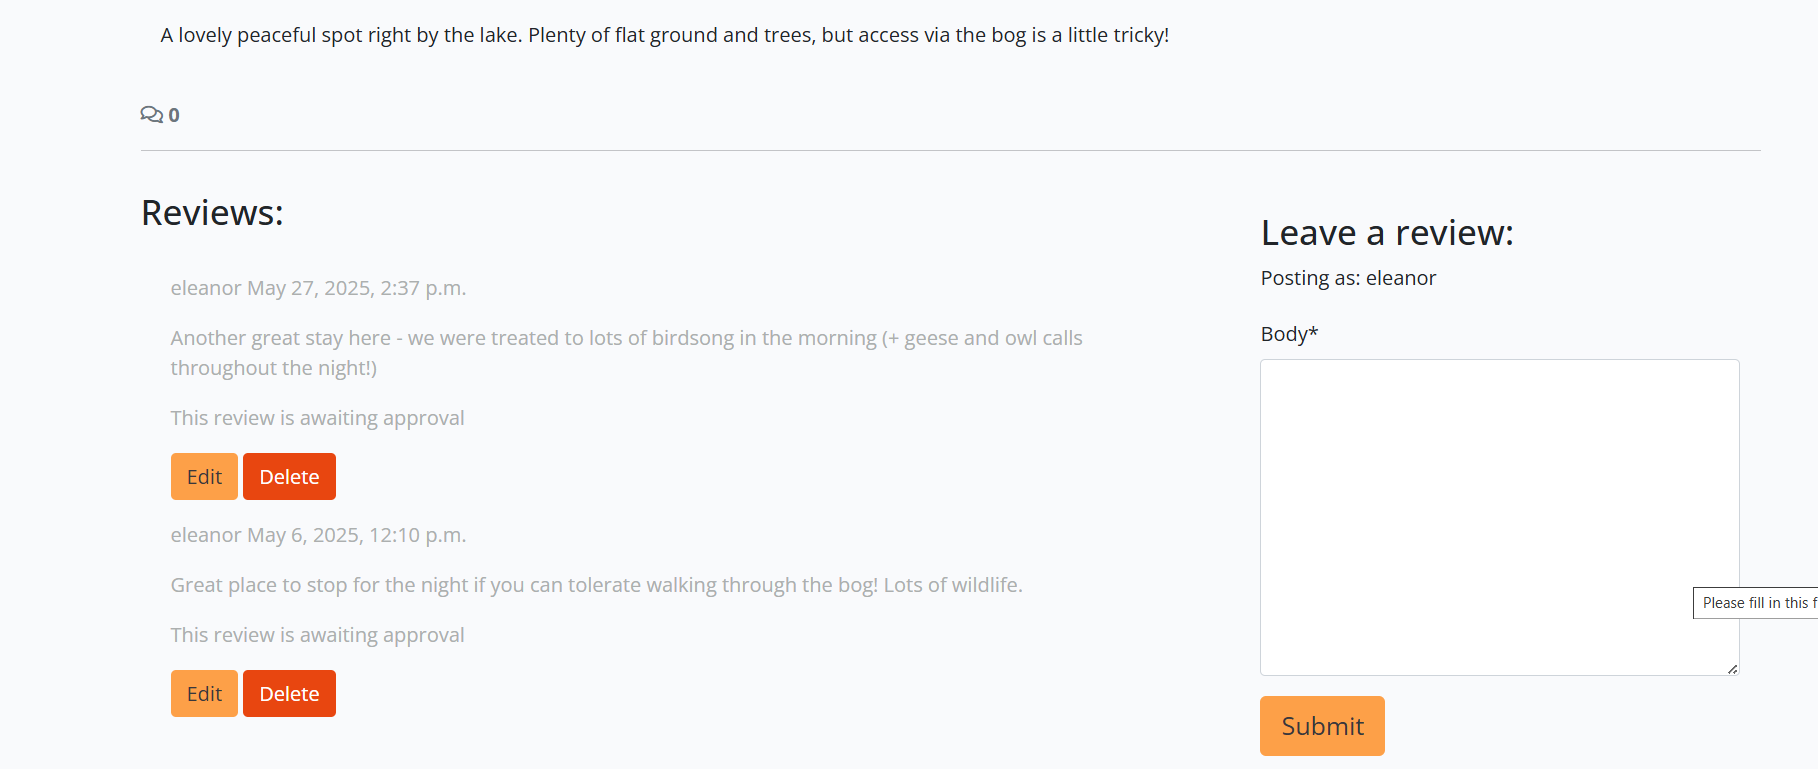 A lovely peaceful spot right by the lake. Plenty of flat ground and trees, but access via the bog is a little tricky!
0
Reviews:
eleanor May 27, 2025, 2:37 p.m.
Another great stay here - we were treated to lots of birdsong in the morning (+ geese and owl calls
throughout the night!)
This review is awaiting approval
Edit Delete
eleanor May 6, 2025, 12:10 p.m.
Great place to stop for the night if you can tolerate walking through the bog! Lots of wildlife.
This review is awaiting approval
Edit Delete
Leave a review:
Posting as: eleanor
Body*
Please fill in this f
Submit